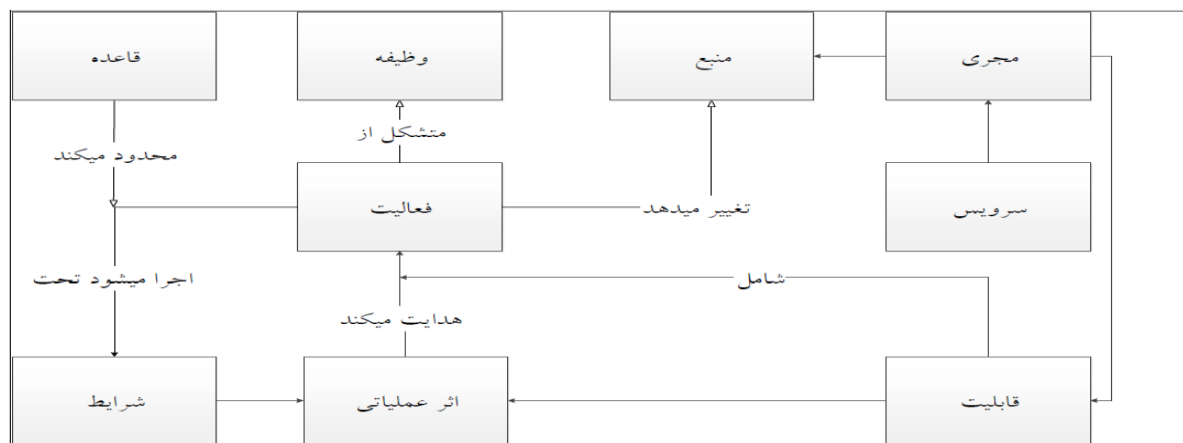 مجری
منبع
وظیفه
قاعده
متشکل از
محدود میکند
سرویس
تغییر میدهد
فعالیت
شامل
اجرا میشود تحت
هدایت میکند
قابلیت
اثر عملیاتی
شرایط